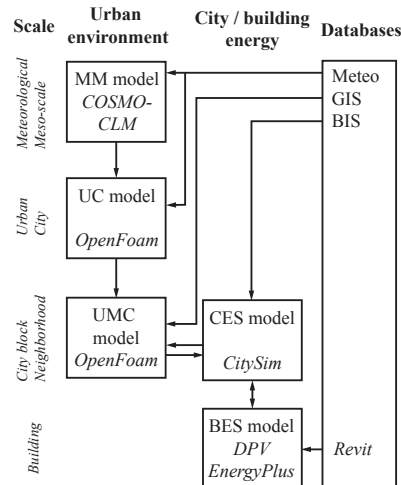 Scale
Urban
environment
City / building
energy
Databases
Meteorological
Meso-scale
MM model
COSMO-
CLM
Meteo
GIS
BIS
Urban
City
UC model
OpenFoam
City block
Neighborhood
UMC
model
OpenFoam
CES model
CitySim
Building
BES model
DPV
EnergyPlus
Revit